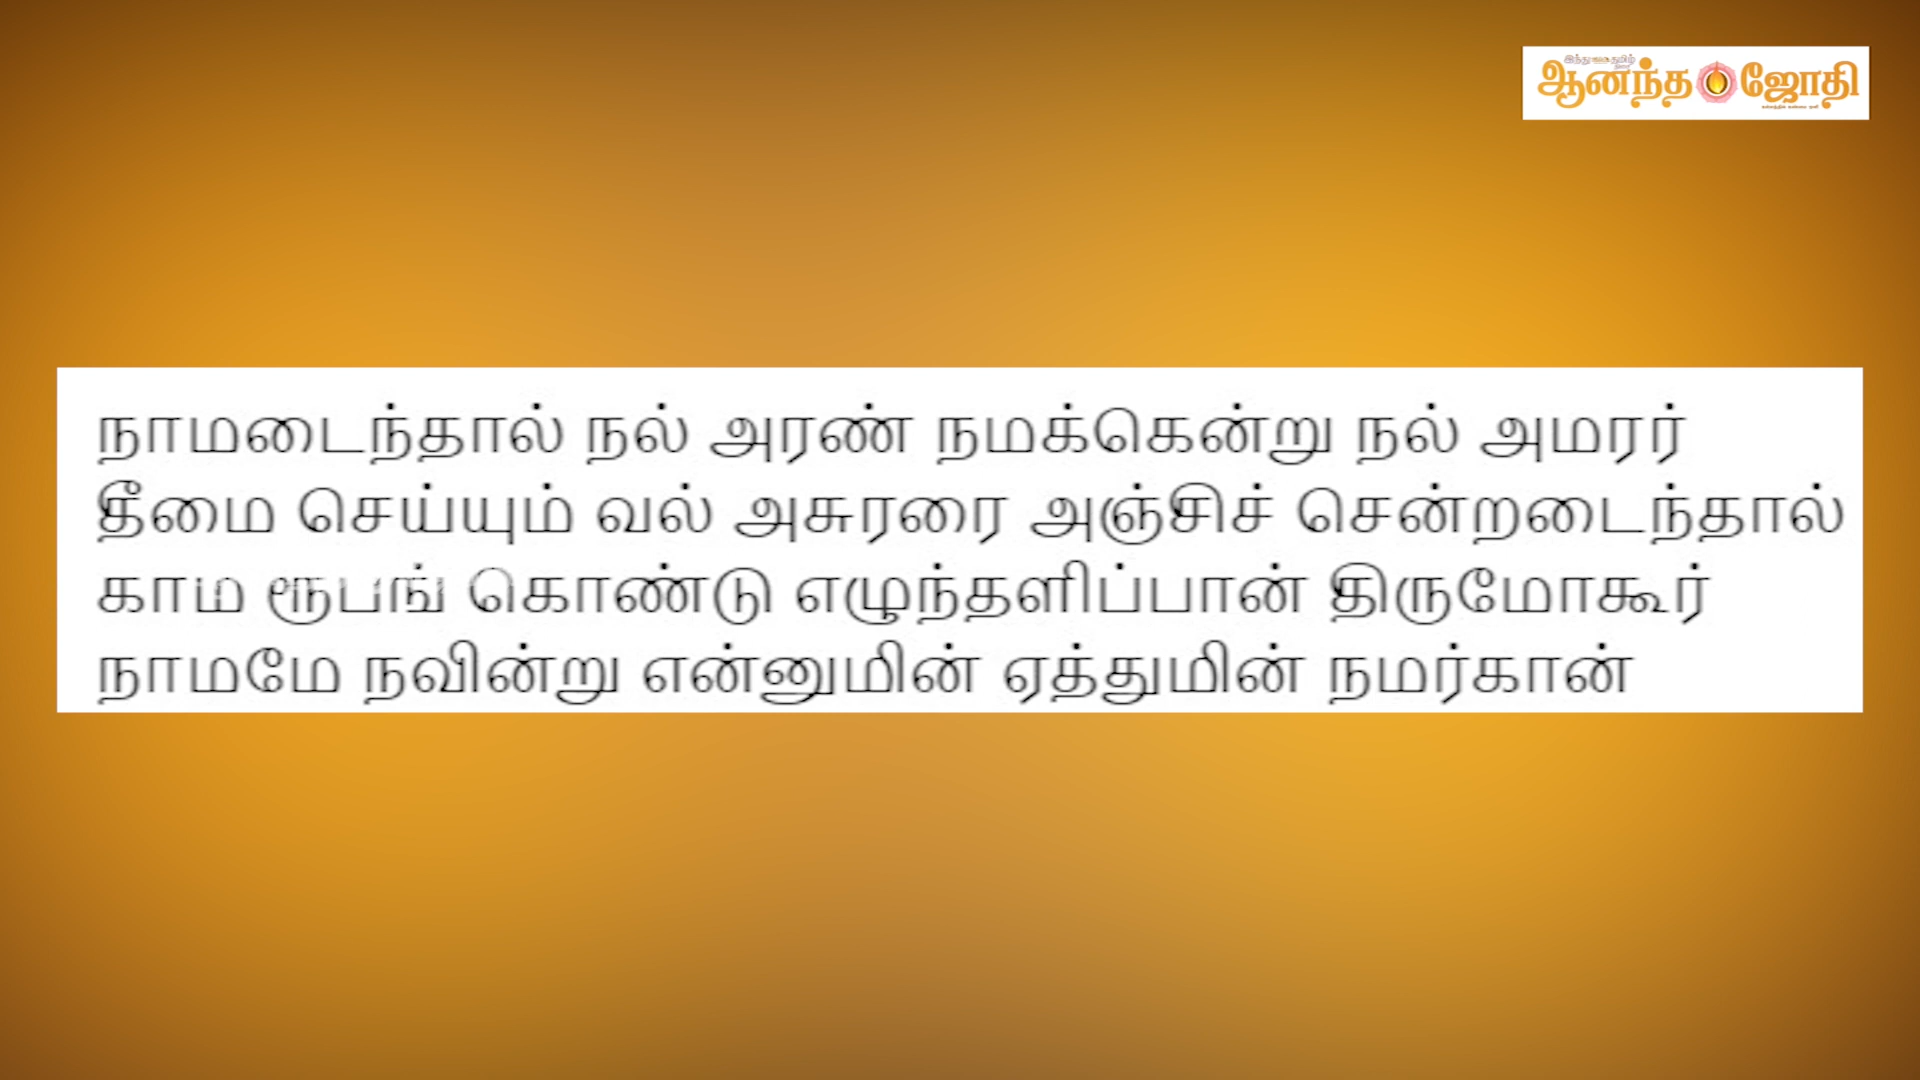 ஆனந்த ஜோதி
நாமடைந்தால் நல் அரண் நமக்கென்று நல் அமரர்
தீமை செய்யும் வல் அசுரரை அஞ்சிச் சென்றடைந்தால்
காம ரூபங் கொண்டு எழுந்தளிப்பான் திருமோகூர்
நாமமே நவின்று என்னுமின் ஏத்துமின் நமர்கான்